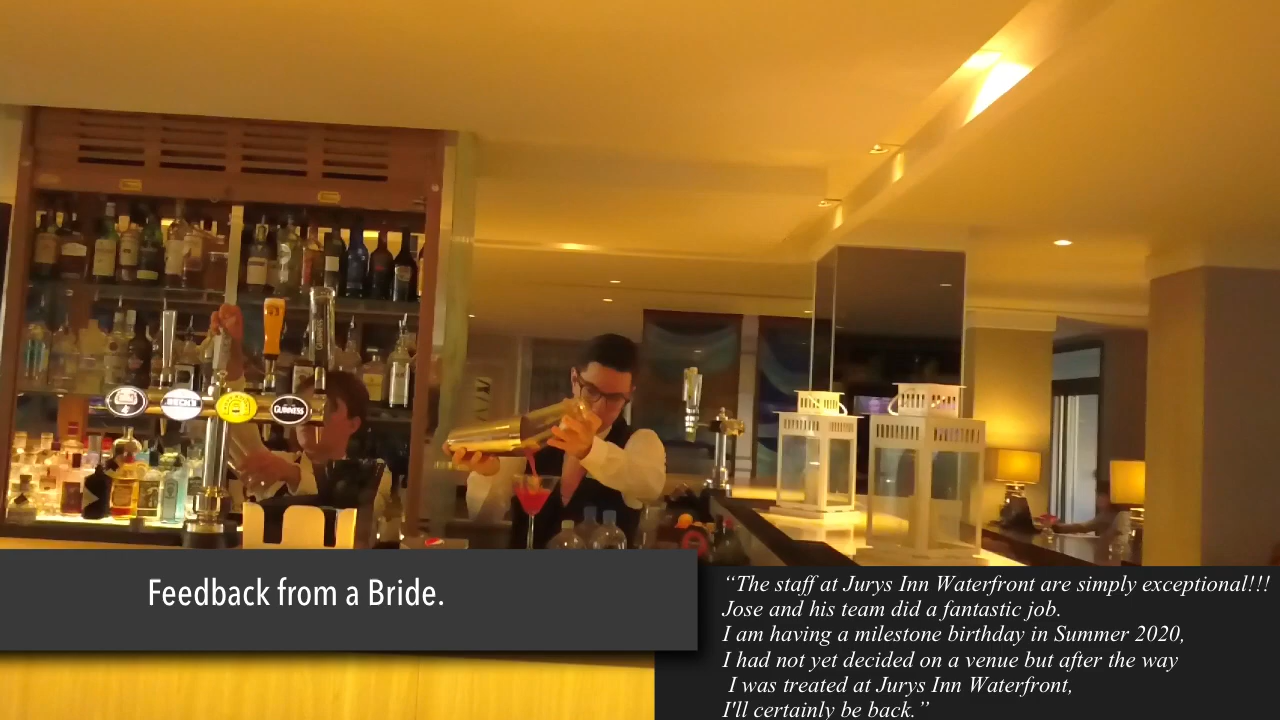 BECK'S
GUINNESS
Feedback from a Bride.
“The staff at Jurys Inn Waterfront are simply exceptional!!!
Jose and his team did a fantastic job.
I am having a milestone birthday in Summer 2020,
I had not yet decided on a venue but after the way
I was treated at Jurys Inn Waterfront,
I'll certainly be back.”